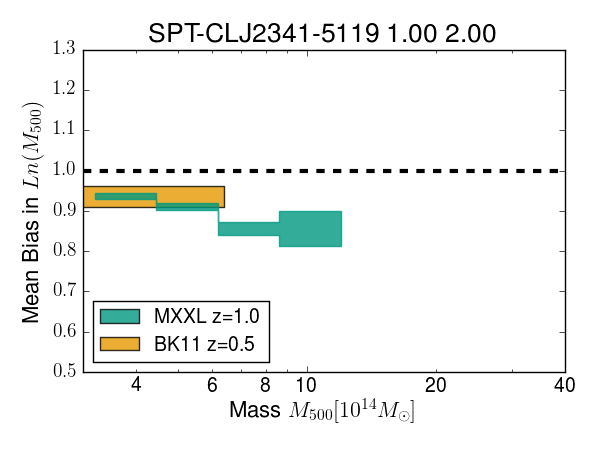 SPT-CLJ2341-5119 1.00 2.00
1.3
1.2
1.1
1.0
0.9
0.8
0.7
0.6
0.5
Mean Bias in Ln(M500)
MXXL z=1.0
BK11 z=0.5
4 6 8 10 20 40
Mass M500[10^14 M⊙]